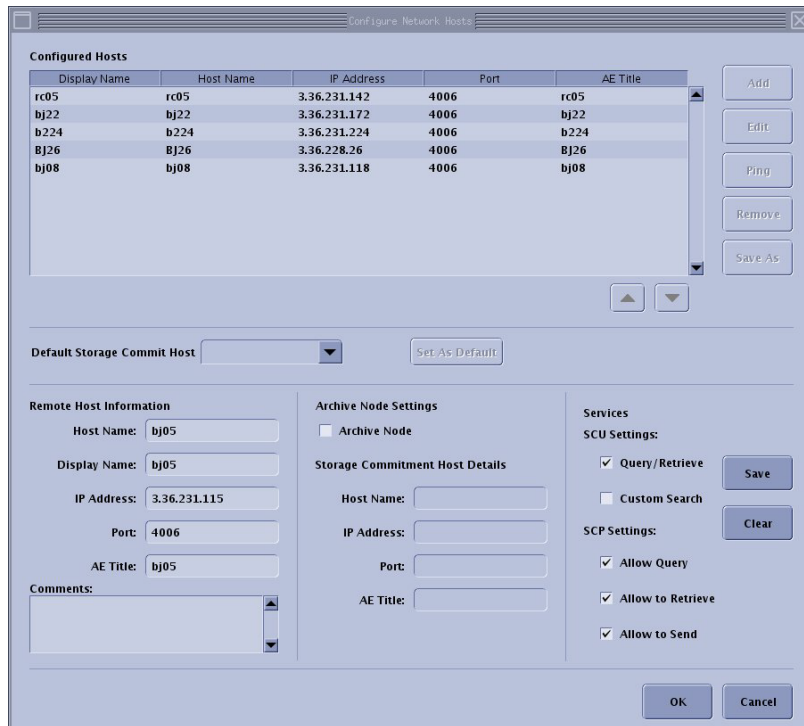 Configure Network Hosts
Configured Hosts
Display Name Host Name IP Address Port AE Title
rc05 rc05 3.36.231.142 4006 rc05
bj22 bj22 3.36.231.172 4006 bj22
b224 b224 3.36.231.224 4006 b224
BJ26 BJ26 3.36.228.26 4006 BJ26
bj08 bj08 3.36.231.118 4006 bj08
Add
Edit
Ping
Remove
Save As
Default Storage Commit Host
Set As Default
Remote Host Information
Host Name: bj05
Display Name: bj05
IP Address: 3.36.231.115
Port: 4006
AE Title: bj05
Comments:
Archive Node Settings
Archive Node
Storage Commitment Host Details
Host Name:
IP Address:
Port:
AE Title:
Services
SCU Settings:
Query/Retrieve
Custom Search
SCP Settings:
Allow Query
Allow to Retrieve
Allow to Send
Save
Clear
OK
Cancel